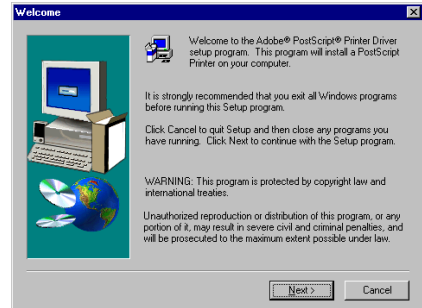 Welcome
Welcome to the Adobe® PostScript® Printer Driver
setup program. This program will install a PostScript
Printer on your computer.
It is strongly recommended that you exit all Windows programs
before running this Setup program.
Click Cancel to quit Setup and then close any programs you
have running. Click Next to continue with the Setup program.
WARNING: This program is protected by copyright law and
international treaties.
Unauthorized reproduction or distribution of this program, or any
portion of it, may result in severe civil and criminal penalties, and
will be prosecuted to the maximum extent possible under law.
Next >
Cancel